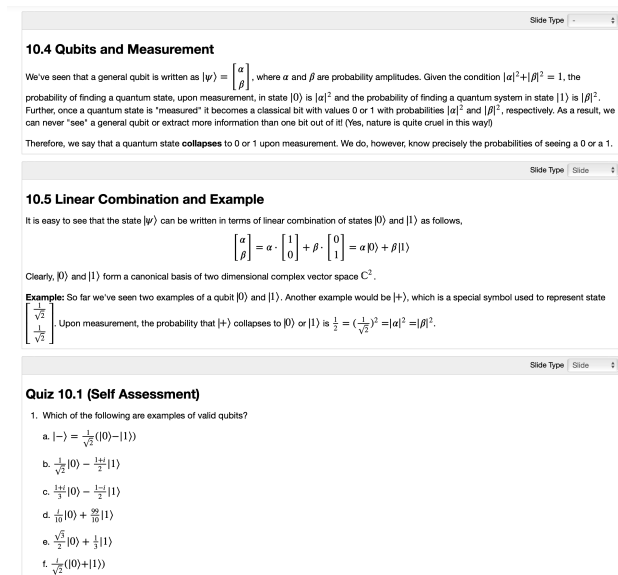 Slide Type -
10.4 Qubits and Measurement
We've seen that a general qubit is written as |ψ⟩ = [α β], where α and β are probability amplitudes. Given the condition |α|²+|β|² = 1, the
probability of finding a quantum state, upon measurement, in state |0⟩ is |α|² and the probability of finding a quantum system in state |1⟩ is |β|².
Further, once a quantum state is "measured" it becomes a classical bit with values 0 or 1 with probabilities |α|² and |β|², respectively. As a result, we
can never "see" a general qubit or extract more information than one bit out of it! (Yes, nature is quite cruel in this way!)
Therefore, we say that a quantum state collapses to 0 or 1 upon measurement. We do, however, know precisely the probabilities of seeing a 0 or a 1.
Slide Type Slide
10.5 Linear Combination and Example
It is easy to see that the state |ψ⟩ can be written in terms of linear combination of states |0⟩ and |1⟩ as follows,
[α β] = α · [1 0] + β · [0 1] = α|0⟩ + β|1⟩
Clearly, |0⟩ and |1⟩ form a canonical basis of two dimensional complex vector space ℂ².
Example: So far we've seen two examples of a qubit |0⟩ and |1⟩. Another example would be |+⟩, which is a special symbol used to represent state
[1/√2 1/√2]. Upon measurement, the probability that |+⟩ collapses to |0⟩ or |1⟩ is 1/2 = (1/√2)² =|α|² =|β|².
Slide Type Slide
Quiz 10.1 (Self Assessment)
1. Which of the following are examples of valid qubits?
a. |−⟩ = 1/√2 (|0⟩−|1⟩)
b. 1/√2 |0⟩ − 1+i/2 |1⟩
c. 1+i/3 |0⟩ − 1−i/2 |1⟩
d. i/10 |0⟩ + 99/10 |1⟩
e. √3/2 |0⟩ + 1/3 |1⟩
f. i/√2 (|0⟩+|1⟩)